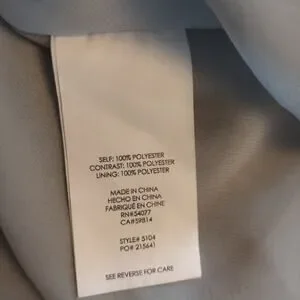 SELF: 100% POLYESTER
CONTRAST: 100% POLYESTER
LINING: 100% POLYESTER
MADE IN CHINA
HECHO EN CHINA
FABRIQUÉ EN CHINE
RN#54077
CA#59814
STYLE# 5104
PO# 215641
SEE REVERSE FOR CARE